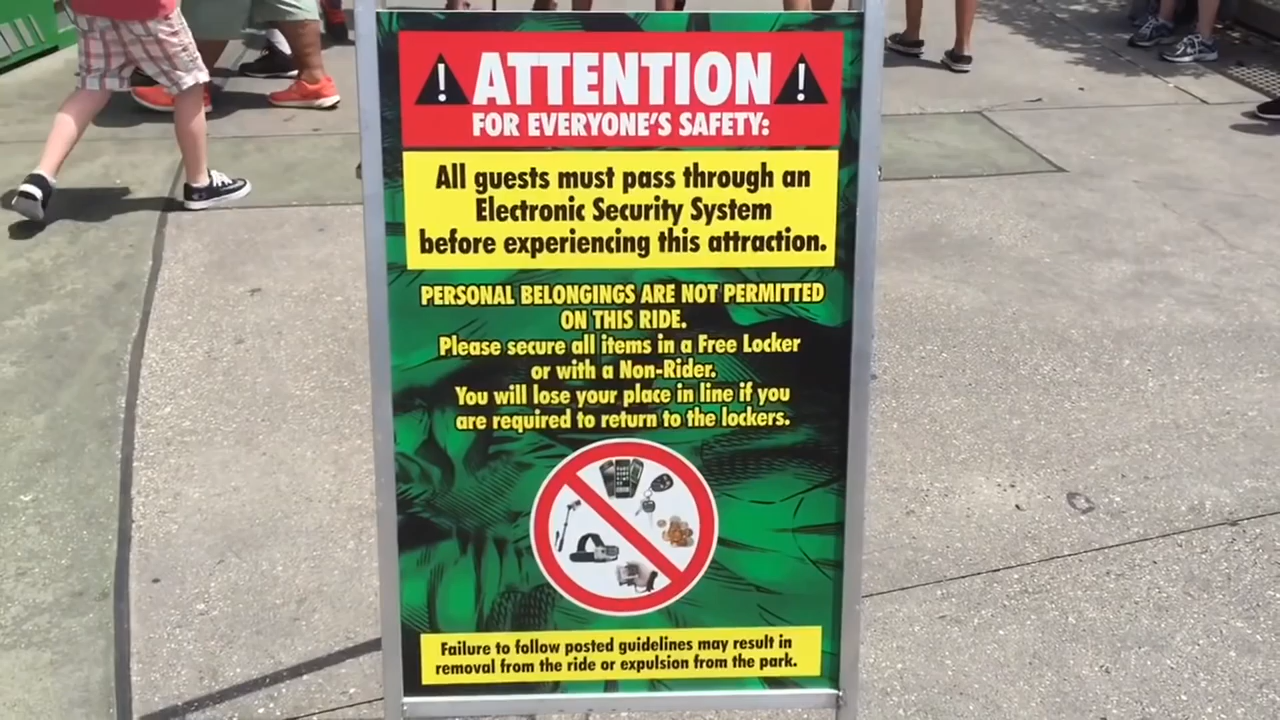 ATTENTION
FOR EVERYONE'S SAFETY:
All guests must pass through an
Electronic Security System
before experiencing this attraction.
PERSONAL BELONGINGS ARE NOT PERMITTED
ON THIS RIDE.
Please secure all items in a Free Locker
or with a Non-Rider.
You will lose your place in line if you
are required to return to the lockers.
Failure to follow posted guidelines may result in
removal from the ride or expulsion from the park.